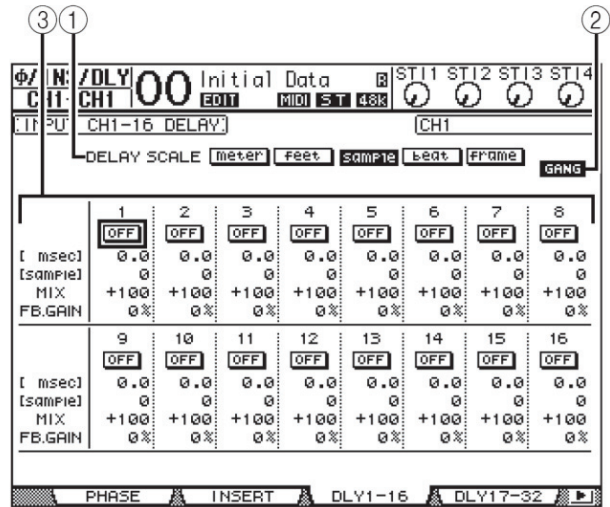 ③ ① ②
Φ/INS/DLY 00 Initial Data R ST11 ST12 ST13 ST14
CH1-CH1 EDIT MIDI ST 48k
INPUT CH1-16 DELAY CH1
DELAY SCALE meter feet sample beat frame
GANG
1 2 3 4 5 6 7 8
OFF OFF OFF OFF OFF OFF OFF OFF
[ msec] 0.0 0.0 0.0 0.0 0.0 0.0 0.0 0.0
[sample] 0 0 0 0 0 0 0 0
MIX +100 +100 +100 +100 +100 +100 +100 +100
FB.GAIN 0% 0% 0% 0% 0% 0% 0% 0%
9 10 11 12 13 14 15 16
OFF OFF OFF OFF OFF OFF OFF OFF
[ msec] 0.0 0.0 0.0 0.0 0.0 0.0 0.0 0.0
[sample] 0 0 0 0 0 0 0 0
MIX +100 +100 +100 +100 +100 +100 +100 +100
FB.GAIN 0% 0% 0% 0% 0% 0% 0% 0%
PHASE INSERT DLY1-16 DLY17-32